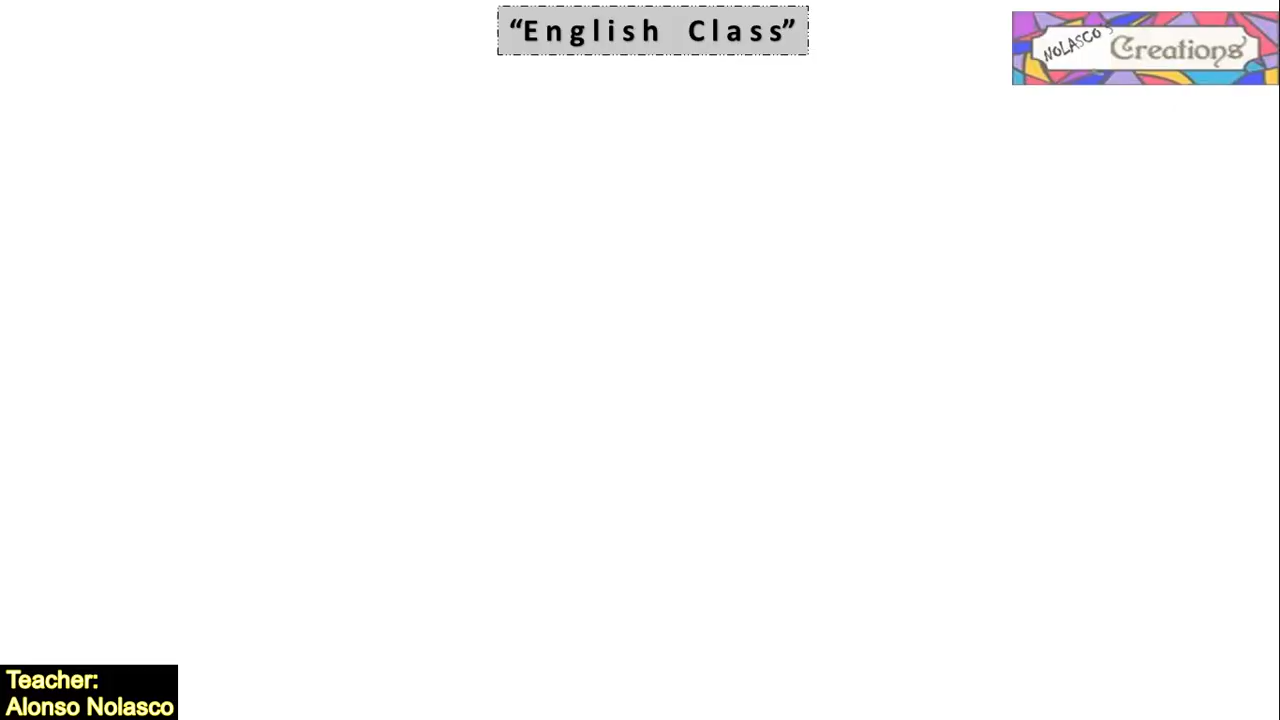 “English Class”
NOLASCO's
Creations
Teacher:
Alonso Nolasco